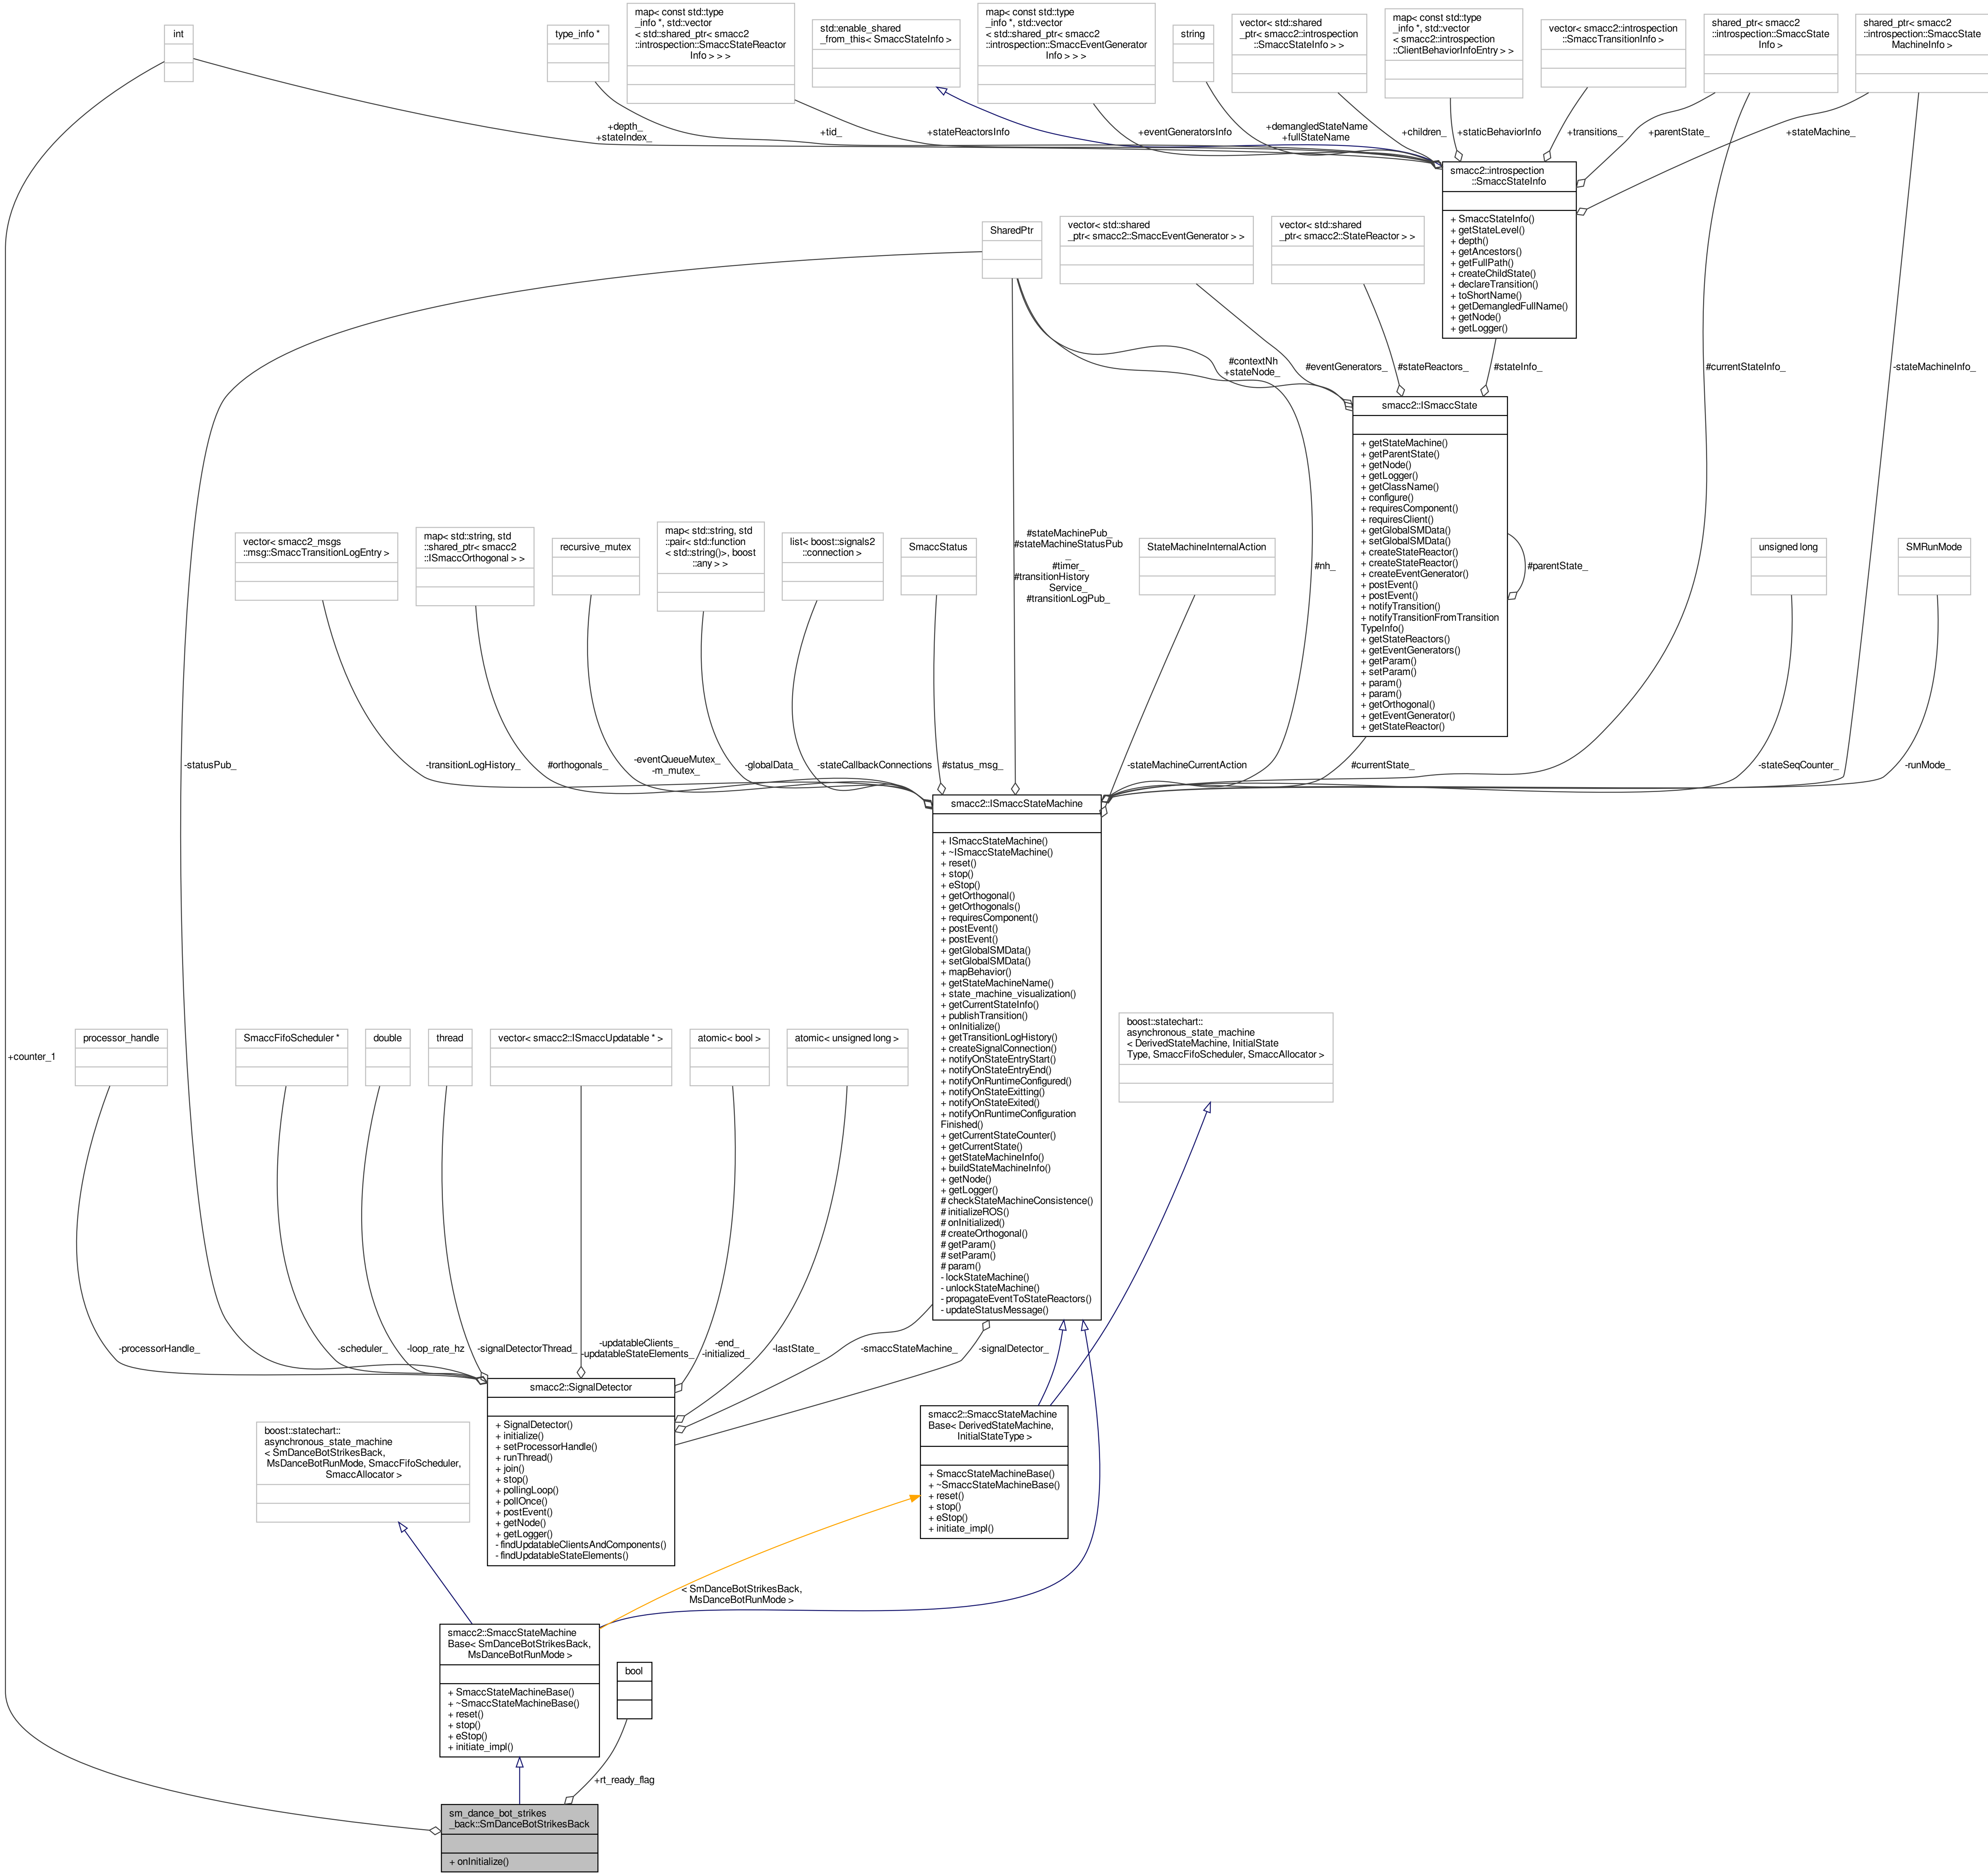 int
type_info *
map< const std::type
_info *, std::vector
< std::shared_ptr< smacc2
::introspection::SmaccStateReactor
Info > > >
std::enable_shared
_from_this< SmaccStateInfo >
map< const std::type
_info *, std::vector
< std::shared_ptr< smacc2
::introspection::SmaccEventGenerator
Info > > >
string
vector< std::shared
_ptr< smacc2::introspection
::SmaccStateInfo > >
map< const std::type
_info *, std::vector
< smacc2::introspection
::ClientBehaviorInfoEntry > >
vector< smacc2::introspection
::SmaccTransitionInfo >
shared_ptr< smacc2
::introspection::SmaccState
Info >
shared_ptr< smacc2
::introspection::SmaccState
MachineInfo >
+depth_
+stateIndex_
+tid_
+stateReactorsInfo
+eventGeneratorsInfo
+demangledStateName
+fullStateName
+children_
+staticBehaviorInfo
+transitions_
+parentState_
+stateMachine_
smacc2::introspection
::SmaccStateInfo
+ SmaccStateInfo()
+ getStateLevel()
+ depth()
+ getAncestors()
+ getFullPath()
+ createChildState()
+ declareTransition()
+ toShortName()
+ getDemangledFullName()
+ getNode()
+ getLogger()
SharedPtr
vector< std::shared
_ptr< smacc2::SmaccEventGenerator > >
vector< std::shared
_ptr< smacc2::StateReactor > >
#contextNh
+stateNode_
#eventGenerators_
#stateReactors_
#stateInfo_
#currentStateInfo_
-stateMachineInfo_
smacc2::ISmaccState
+ getStateMachine()
+ getParentState()
+ getNode()
+ getLogger()
+ getClassName()
+ configure()
+ requiresComponent()
+ requiresClient()
+ getGlobalSMData()
+ setGlobalSMData()
+ createStateReactor()
+ createStateReactor()
+ createEventGenerator()
+ postEvent()
+ postEvent()
+ notifyTransition()
+ notifyTransitionFromTransition
TypeInfo()
+ getStateReactors()
+ getEventGenerators()
+ getParam()
+ setParam()
+ param()
+ param()
+ getOrthogonal()
+ getEventGenerator()
+ getStateReactor()
#parentState_
vector< smacc2_msgs
::msg::SmaccTransitionLogEntry >
map< std::string, std
::shared_ptr< smacc2
::ISmaccOrthogonal > >
recursive_mutex
map< std::string, std
::pair< std::function
< std::string()>, boost
::any > >
list< boost::signals2
::connection >
SmaccStatus
#stateMachinePub_
#stateMachineStatusPub
_
#timer_
#transitionHistory
Service_
#transitionLogPub_
StateMachineInternalAction
#nh_
unsigned long
SMRunMode
-statusPub_
-transitionLogHistory_
#orthogonals_
-eventQueueMutex_
-m_mutex_
-globalData_
-stateCallbackConnections
#status_msg_
-stateMachineCurrentAction
#currentState_
-stateSeqCounter_
-runMode_
smacc2::ISmaccStateMachine
+ ISmaccStateMachine()
+ ~ISmaccStateMachine()
+ reset()
+ stop()
+ eStop()
+ getOrthogonal()
+ getOrthogonals()
+ requiresComponent()
+ postEvent()
+ postEvent()
+ getGlobalSMData()
+ setGlobalSMData()
+ mapBehavior()
+ getStateMachineName()
+ state_machine_visualization()
+ getCurrentStateInfo()
+ publishTransition()
+ onInitialize()
+ getTransitionLogHistory()
+ createSignalConnection()
+ notifyOnStateEntryStart()
+ notifyOnStateEntryEnd()
+ notifyOnRuntimeConfigured()
+ notifyOnStateExitting()
+ notifyOnStateExited()
+ notifyOnRuntimeConfiguration
Finished()
+ getCurrentStateCounter()
+ getCurrentState()
+ getStateMachineInfo()
+ buildStateMachineInfo()
+ getNode()
+ getLogger()
# checkStateMachineConsistence()
# initializeROS()
# onInitialized()
# createOrthogonal()
# getParam()
# setParam()
# param()
- lockStateMachine()
- unlockStateMachine()
- propagateEventToStateReactors()
- updateStatusMessage()
+counter_1
processor_handle
SmaccFifoScheduler *
double
thread
vector< smacc2::ISmaccUpdatable * >
atomic< bool >
atomic< unsigned long >
boost::statechart::
asynchronous_state_machine
< DerivedStateMachine, InitialState
Type, SmaccFifoScheduler, SmaccAllocator >
-processorHandle_
-scheduler_
-loop_rate_hz
-signalDetectorThread_
-updatableClients_
-updatableStateElements_
-end_
-initialized_
-lastState_
-smaccStateMachine_
-signalDetector_
smacc2::SignalDetector
+ SignalDetector()
+ initialize()
+ setProcessorHandle()
+ runThread()
+ join()
+ stop()
+ pollingLoop()
+ pollOnce()
+ postEvent()
+ getNode()
+ getLogger()
- findUpdatableClientsAndComponents()
- findUpdatableStateElements()
smacc2::SmaccStateMachine
Base< DerivedStateMachine,
InitialStateType >
+ SmaccStateMachineBase()
+ ~SmaccStateMachineBase()
+ reset()
+ stop()
+ eStop()
+ initiate_impl()
boost::statechart::
asynchronous_state_machine
< SmDanceBotStrikesBack,
MsDanceBotRunMode, SmaccFifoScheduler,
SmaccAllocator >
< SmDanceBotStrikesBack,
MsDanceBotRunMode >
smacc2::SmaccStateMachine
Base< SmDanceBotStrikesBack,
MsDanceBotRunMode >
+ SmaccStateMachineBase()
+ ~SmaccStateMachineBase()
+ reset()
+ stop()
+ eStop()
+ initiate_impl()
bool
+rt_ready_flag
sm_dance_bot_strikes
_back::SmDanceBotStrikesBack
+ onInitialize()